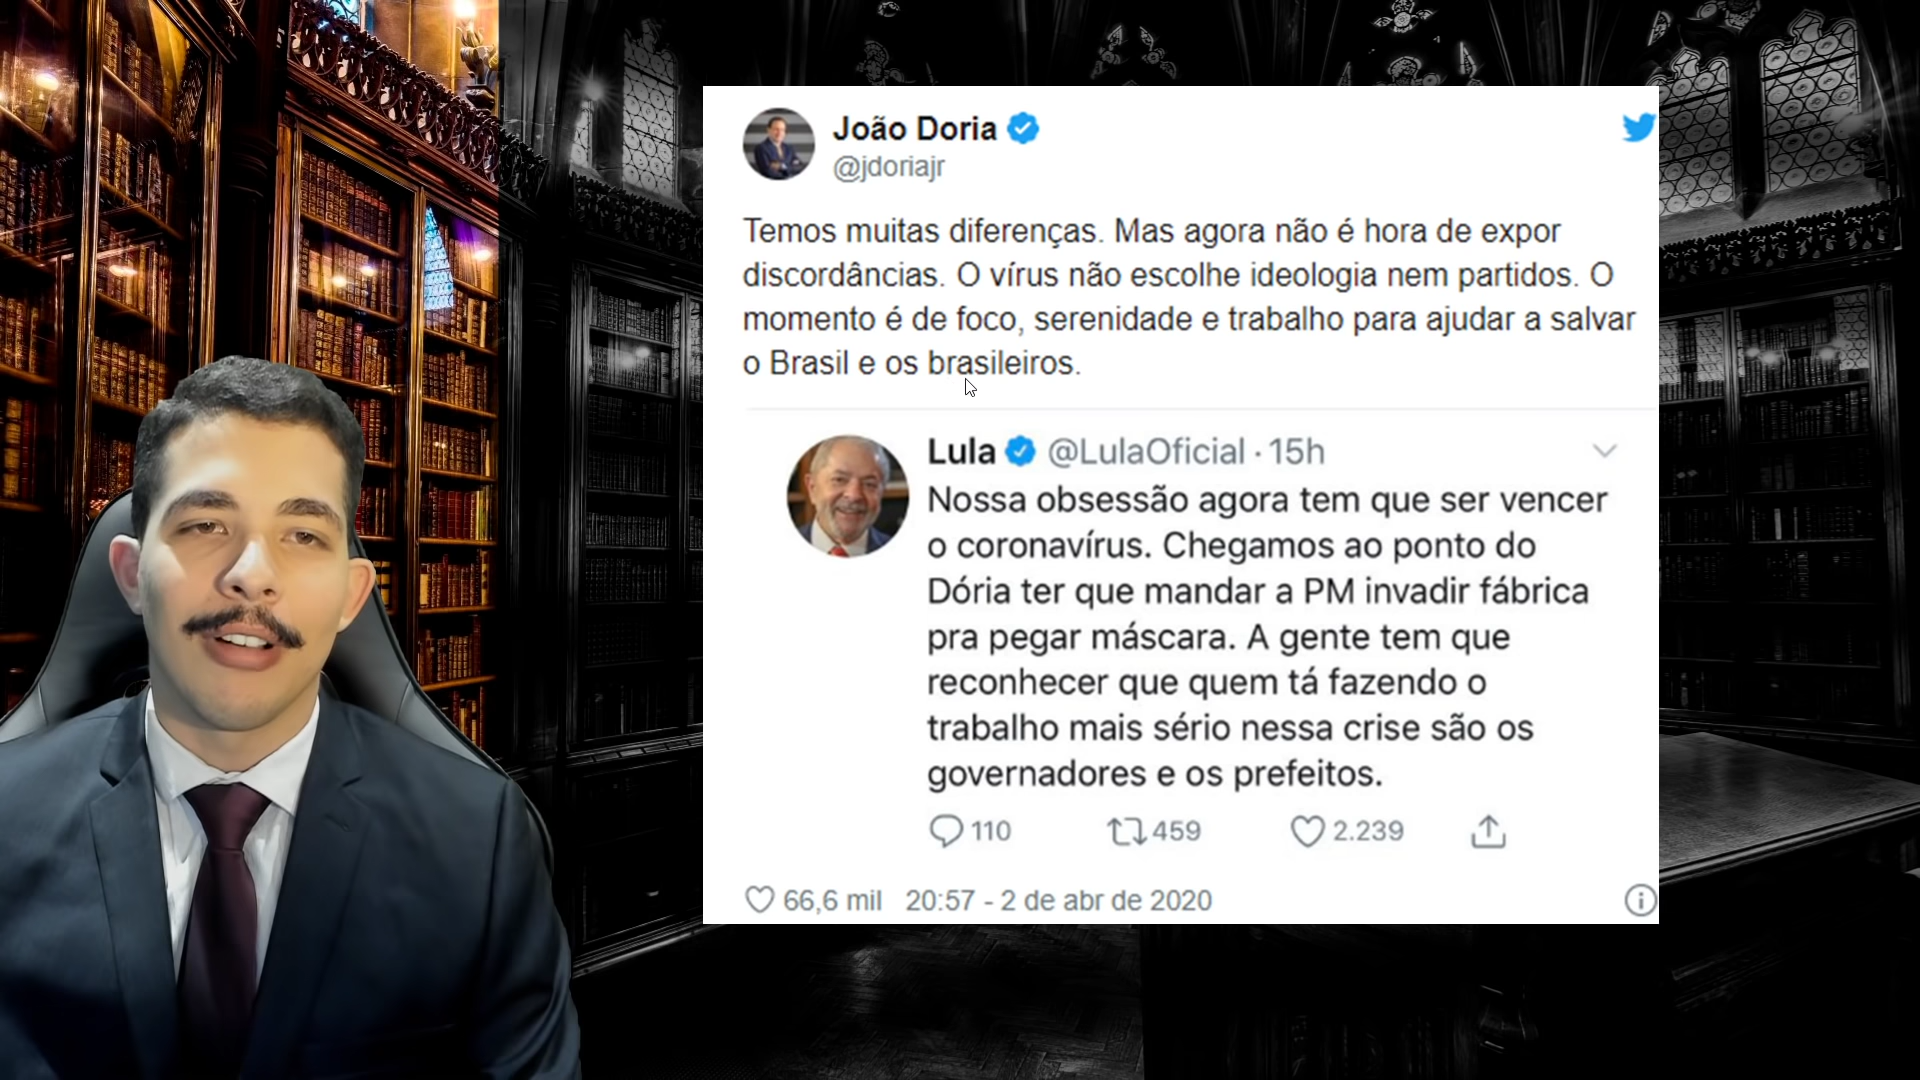 João Doria
@jdoriajr
Temos muitas diferenças. Mas agora não é hora de expor
discordâncias. O vírus não escolhe ideologia nem partidos. O
momento é de foco, serenidade e trabalho para ajudar a salvar
o Brasil e os brasileiros.
Lula @LulaOficial · 15h
Nossa obsessão agora tem que ser vencer
o coronavírus. Chegamos ao ponto do
Dória ter que mandar a PM invadir fábrica
pra pegar máscara. A gente tem que
reconhecer que quem tá fazendo o
trabalho mais sério nessa crise são os
governadores e os prefeitos.
110 459 2.239
66,6 mil 20:57 - 2 de abr de 2020